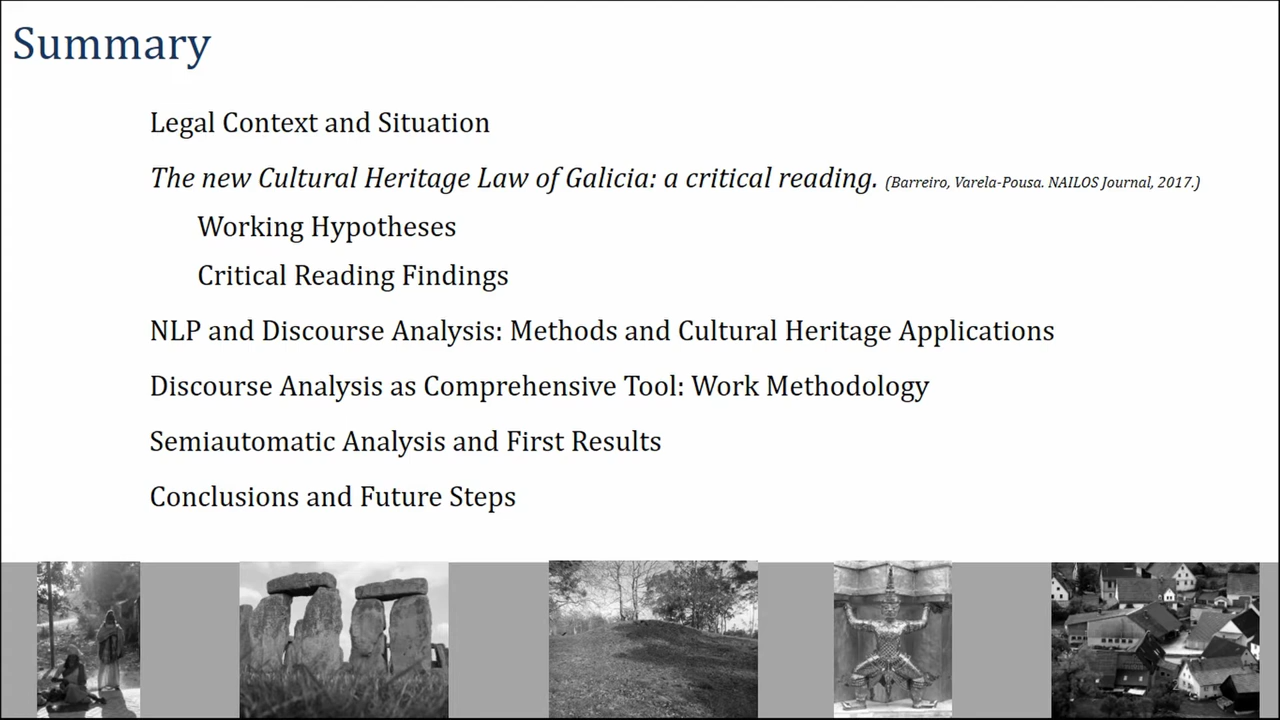 Summary
Legal Context and Situation
The new Cultural Heritage Law of Galicia: a critical reading. (Barreiro, Varela-Pousa. NAILOS Journal, 2017.)
Working Hypotheses
Critical Reading Findings
NLP and Discourse Analysis: Methods and Cultural Heritage Applications
Discourse Analysis as Comprehensive Tool: Work Methodology
Semiautomatic Analysis and First Results
Conclusions and Future Steps